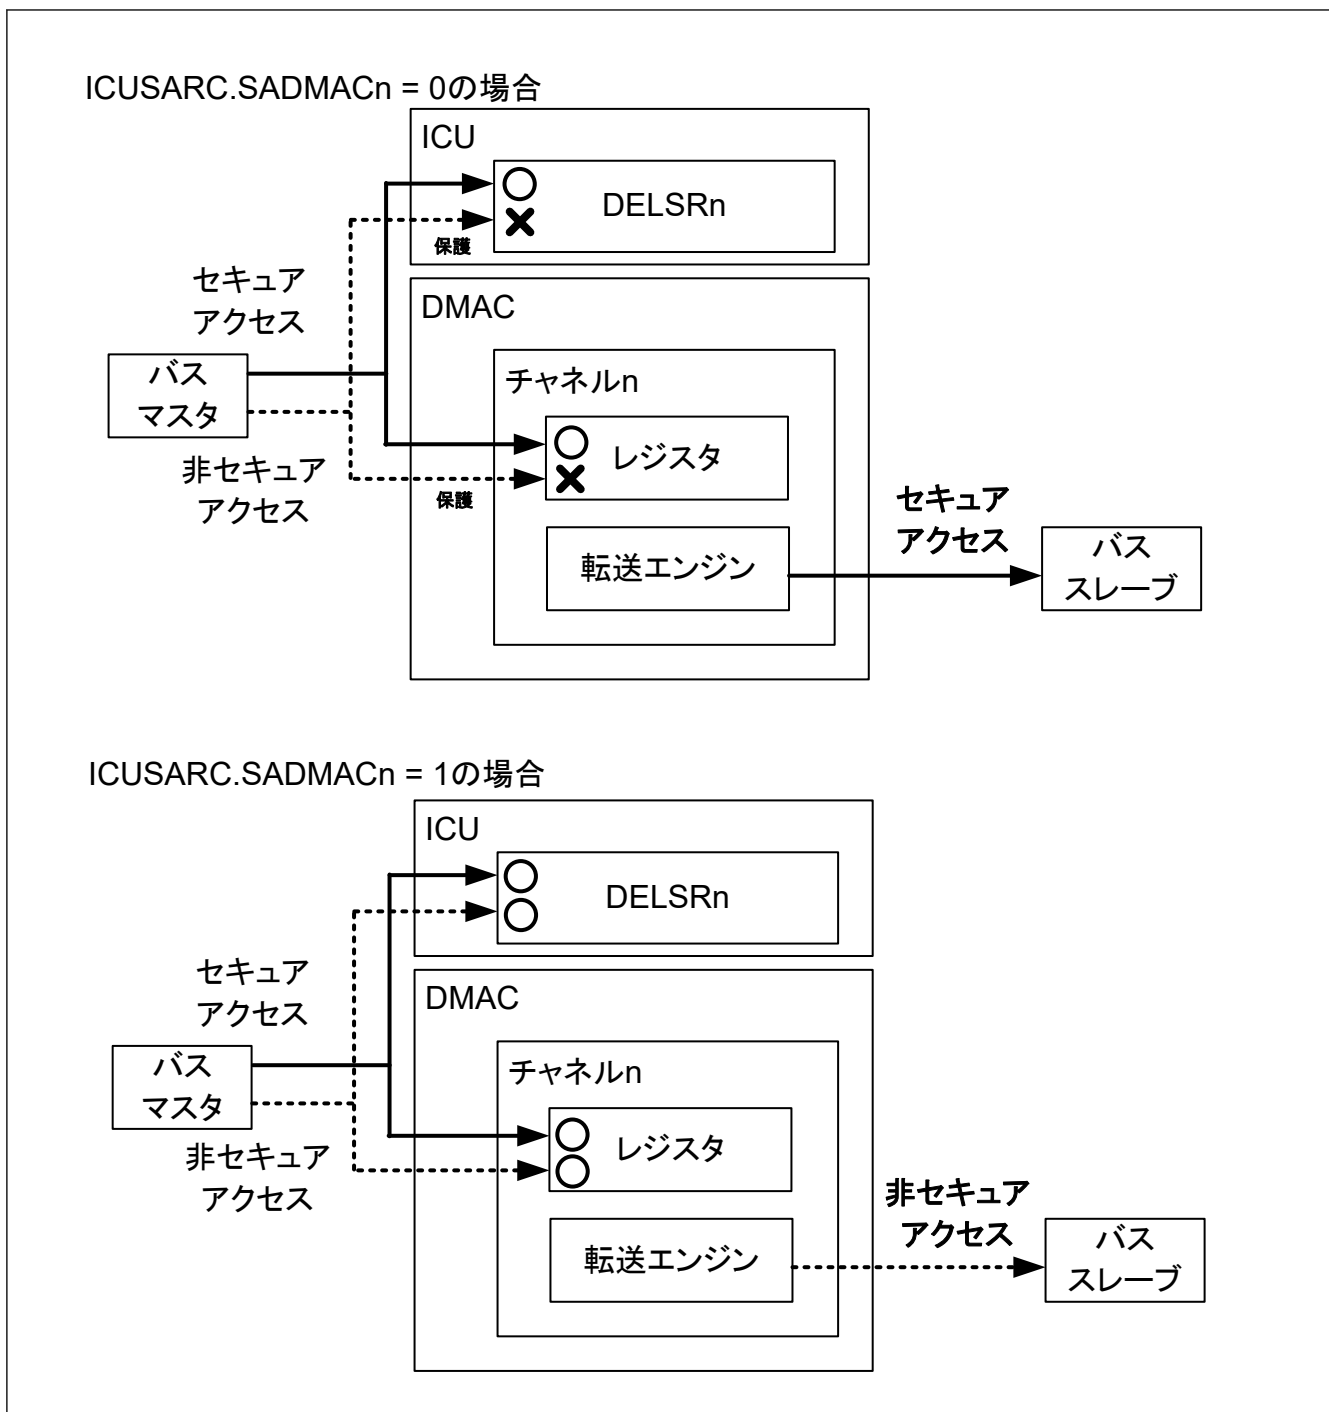 ICUSARC.SADMACn = 0の場合
ICU
DELSRn
保護
セキュア
アクセス
DMAC
バス
マスタ
チャネルn
レジスタ
非セキュア
アクセス
保護
セキュア
アクセス
転送エンジン
バス
スレーブ
ICUSARC.SADMACn = 1の場合
ICU
DELSRn
セキュア
アクセス
DMAC
バス
マスタ
チャネルn
レジスタ
非セキュア
アクセス
非セキュア
アクセス
転送エンジン
バス
スレーブ